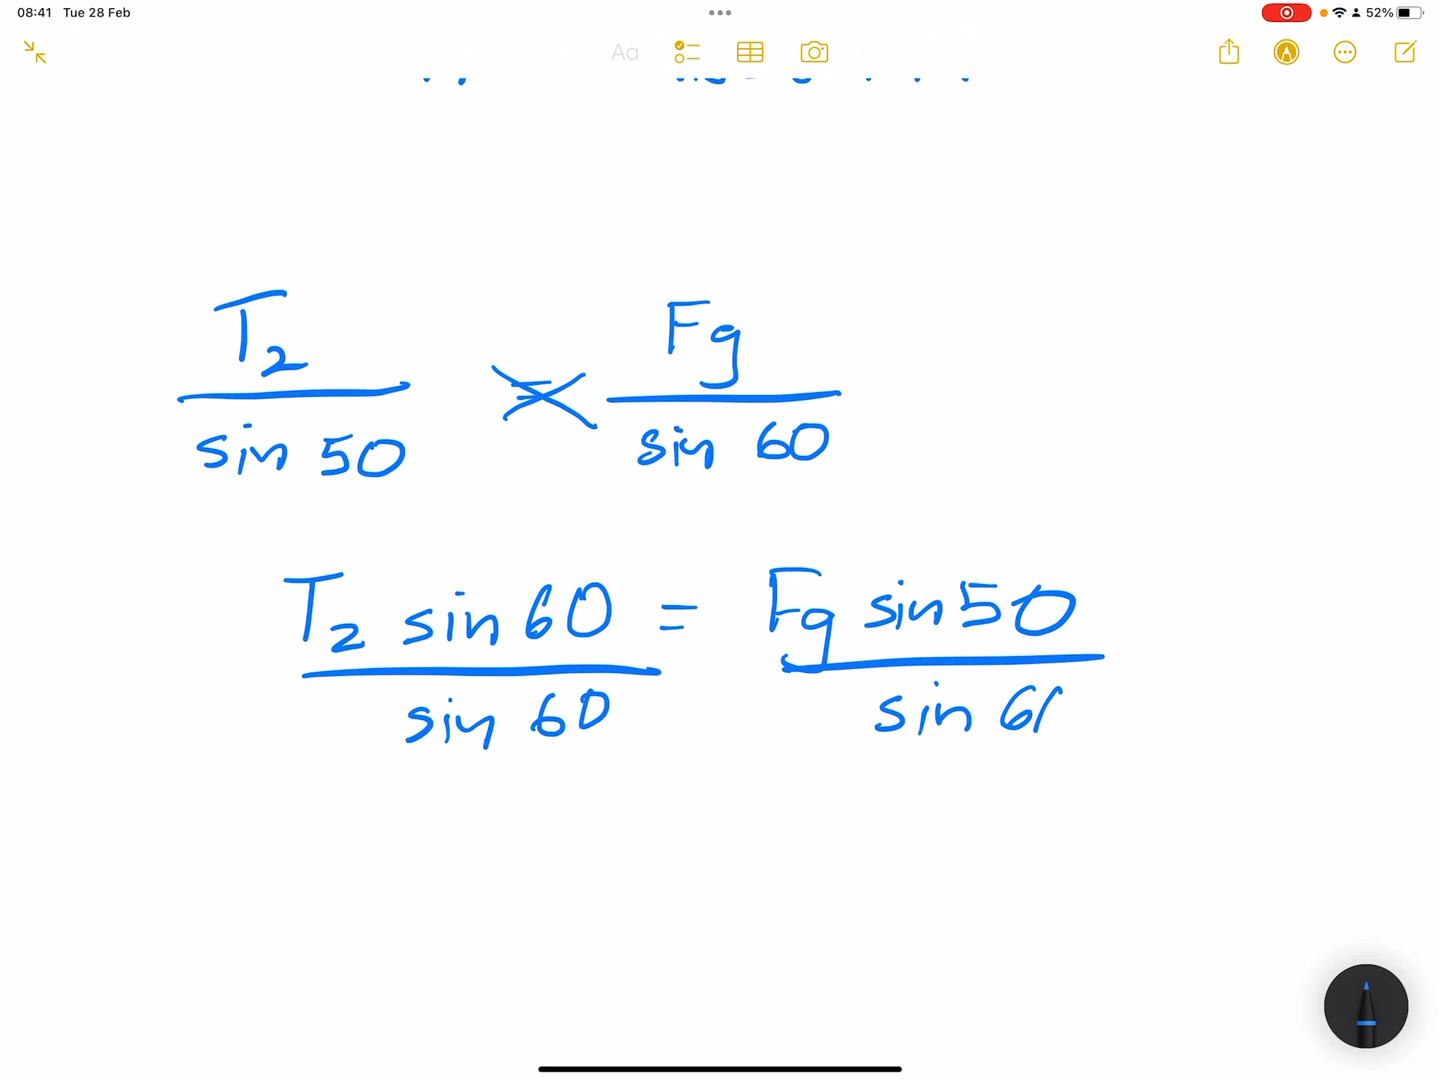 08:41 Tue 28 Feb 52%
Aa
T₂ = Fg
sin 50 sin 60
T₂ sin 60 = Fg sin 50
sin 60 sin 6